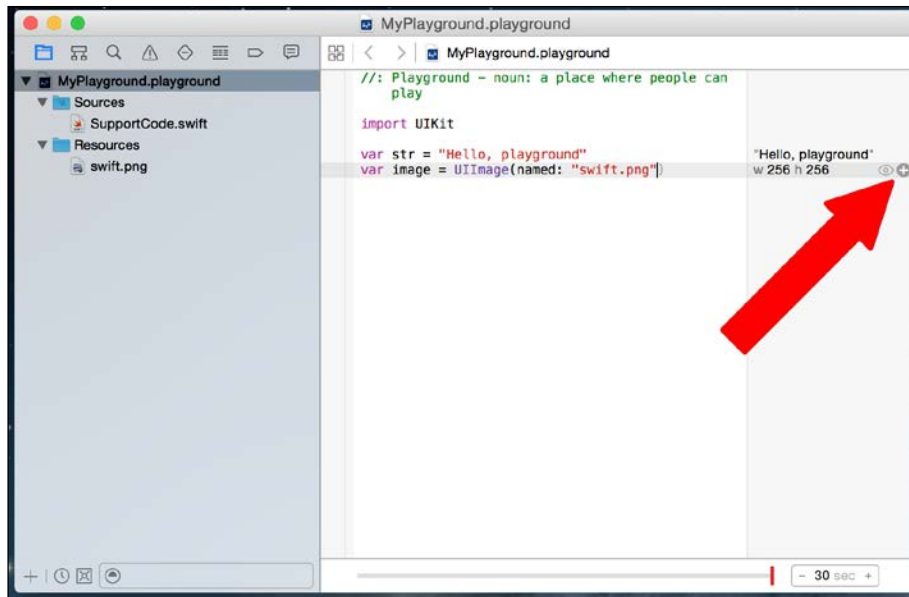 MyPlayground.playground
MyPlayground.playground
MyPlayground.playground
Sources
SupportCode.swift
Resources
swift.png
//: Playground – noun: a place where people can
play
import UIKit
var str = "Hello, playground"
"Hello, playground"
var image = UIImage(named: "swift.png")
w 256 h 256
- 30 sec +